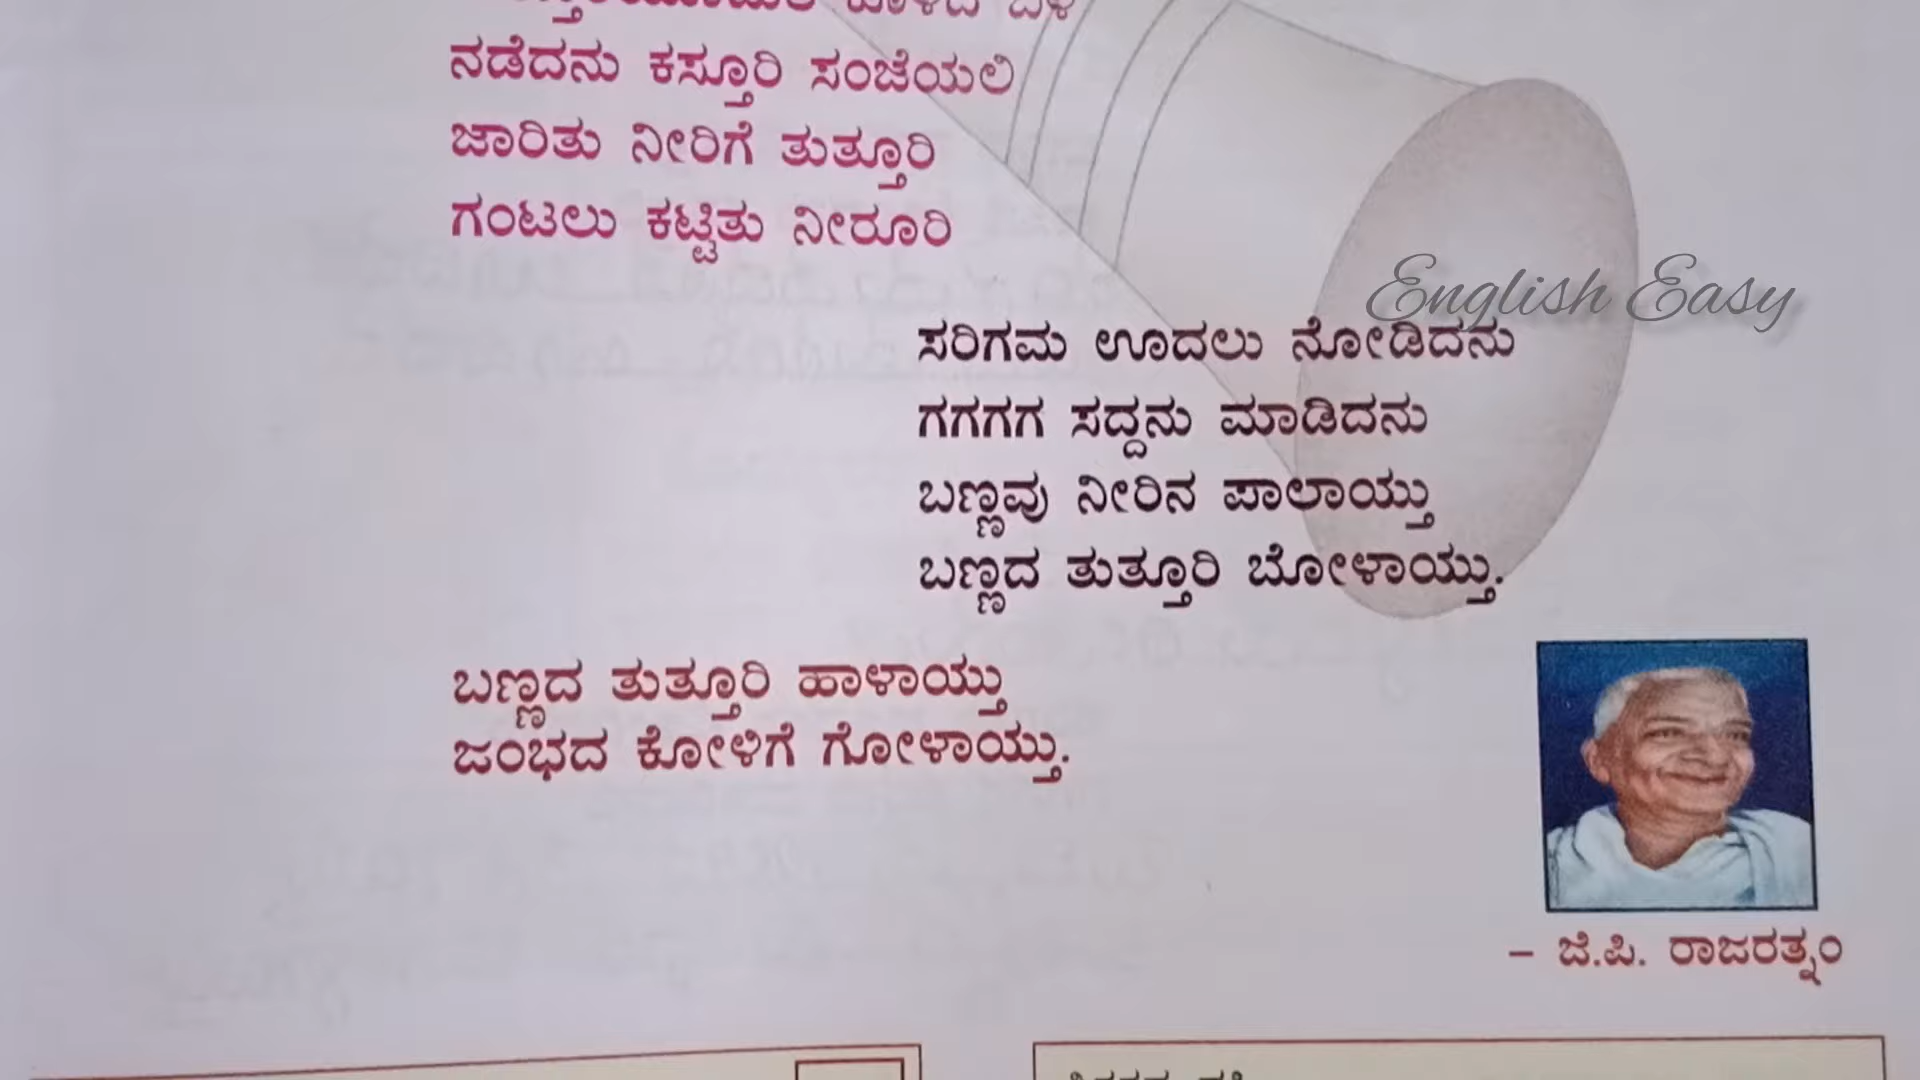 ನಡೆದನು ಕಸ್ತೂರಿ ಸಂಜೆಯಲಿ
ಜಾರಿತು ನೀರಿಗೆ ತುತ್ತೂರಿ
ಗಂಟಲು ಕಟ್ಟಿತು ನೀರೂರಿ
English Easy
ಸರಿಗಮ ಊದಲು ನೋಡಿದನು
ಗಗಗಗ ಸದ್ದನು ಮಾಡಿದನು
ಬಣ್ಣವು ನೀರಿನ ಪಾಲಾಯ್ತು
ಬಣ್ಣದ ತುತ್ತೂರಿ ಬೋಳಾಯ್ತು.
ಬಣ್ಣದ ತುತ್ತೂರಿ ಹಾಳಾಯ್ತು
ಜಂಭದ ಕೋಳಿಗೆ ಗೋಳಾಯ್ತು.
– ಜೆ.ಪಿ. ರಾಜರತ್ನಂ